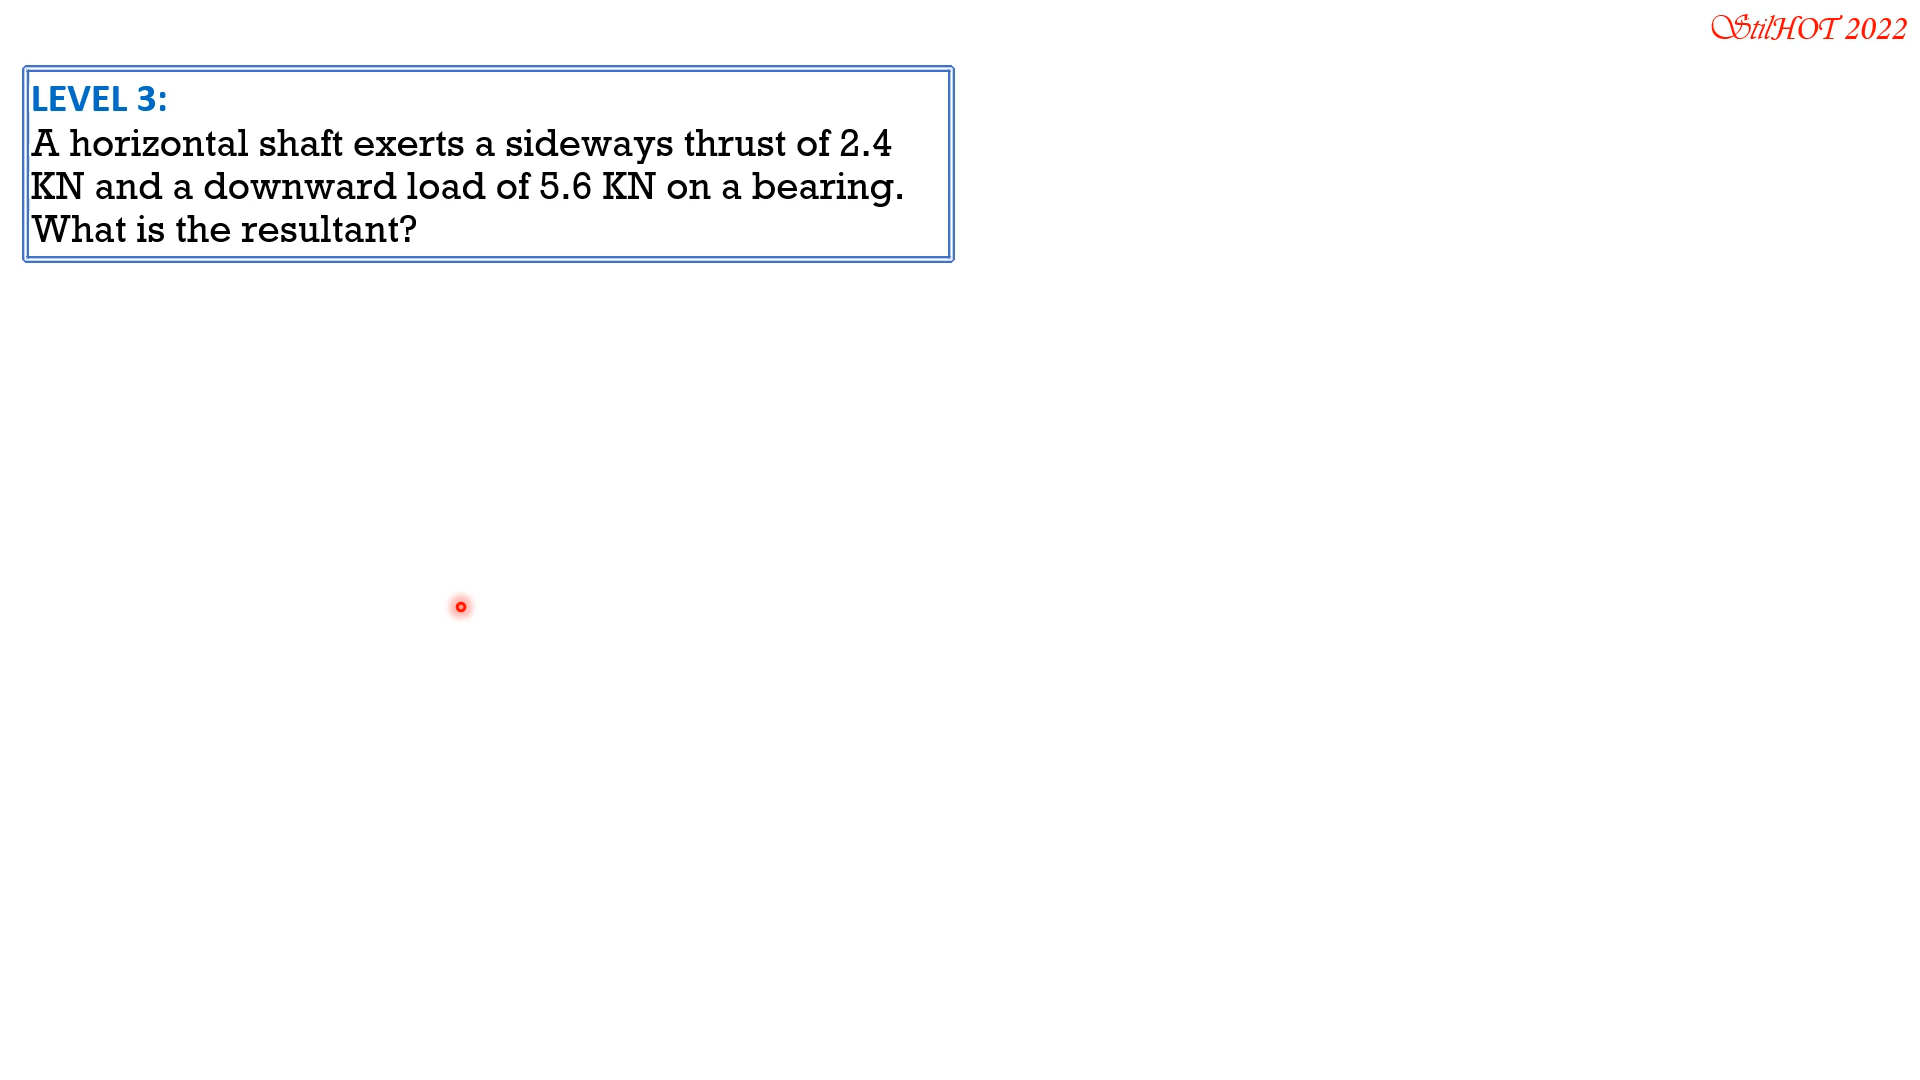 StilHOT 2022
LEVEL 3:
A horizontal shaft exerts a sideways thrust of 2.4
KN and a downward load of 5.6 KN on a bearing.
What is the resultant?